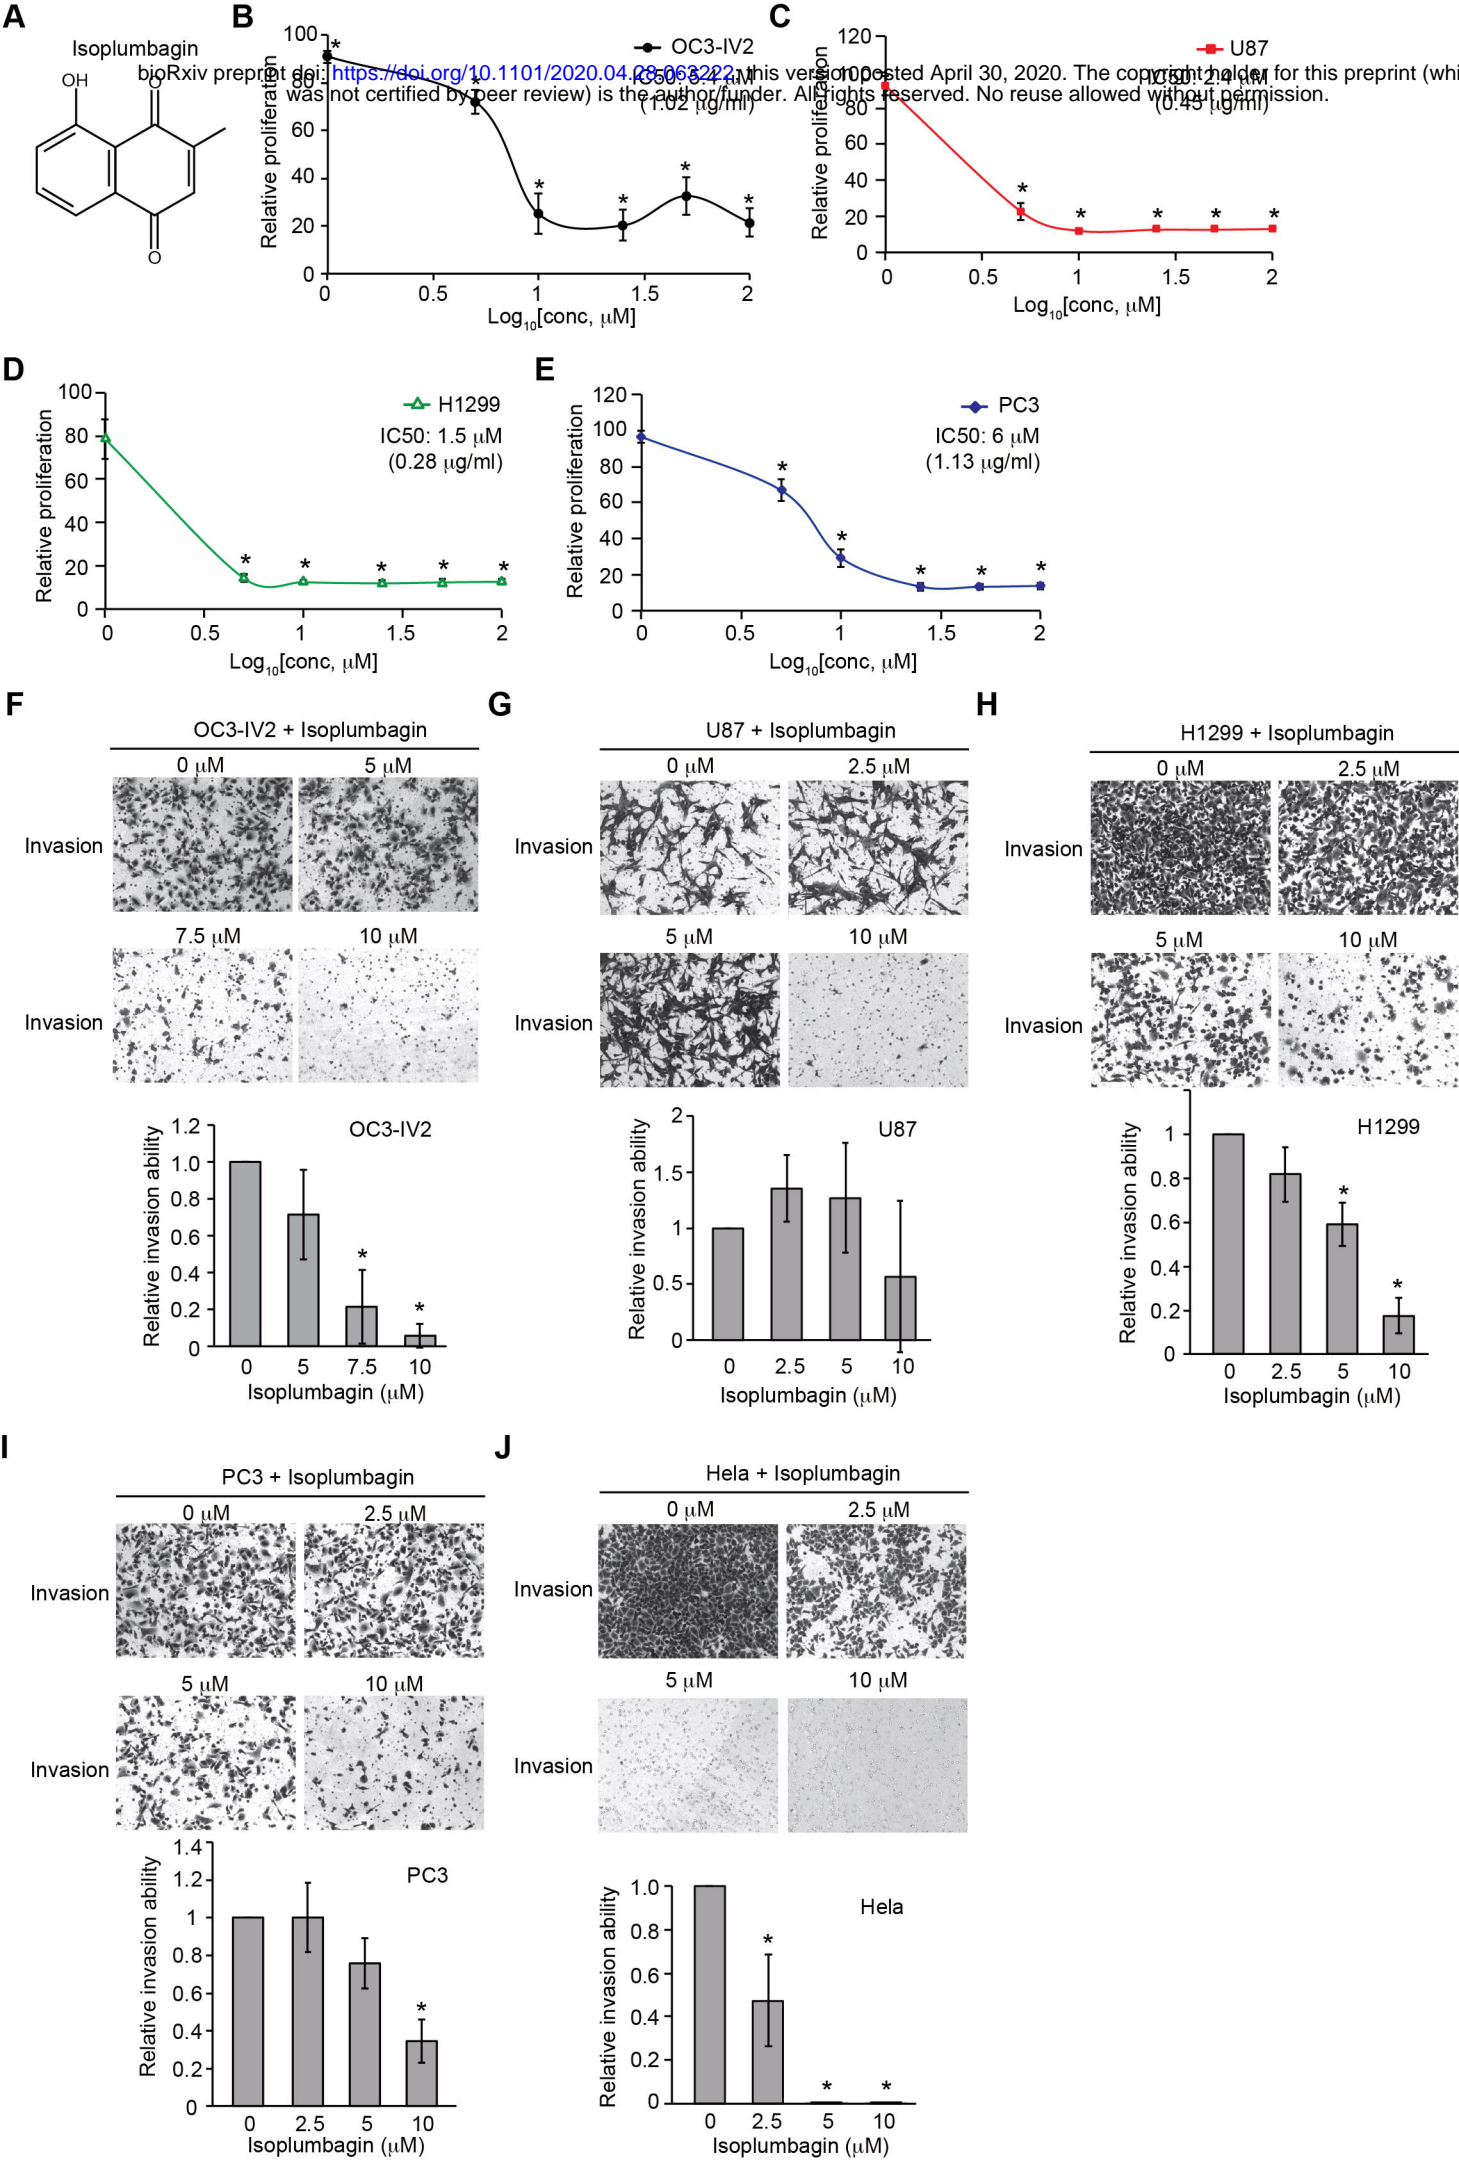 A
Isoplumbagin
OH
O
O
B
OC3-IV2
IC50: 5.4 μM
(1.02 μg/ml)
Relative proliferation
100
80
60
40
20
0
* * * * * *
0 0.5 1 1.5 2
Log10[conc, μM]
C
U87
IC50: 2.4 μM
(0.45 μg/ml)
Relative proliferation
120
100
80
60
40
20
0
* * * * *
0 0.5 1 1.5 2
Log10[conc, μM]
bioRxiv preprint doi: https://doi.org/10.1101/2020.04.28.063222; this version posted April 30, 2020. The copyright holder for this preprint (whi
was not certified by peer review) is the author/funder. All rights reserved. No reuse allowed without permission.
D
H1299
IC50: 1.5 μM
(0.28 μg/ml)
Relative proliferation
100
80
60
40
20
0
* * * * *
0 0.5 1 1.5 2
Log10[conc, μM]
E
PC3
IC50: 6 μM
(1.13 μg/ml)
Relative proliferation
120
100
80
60
40
20
0
* * * * *
0 0.5 1 1.5 2
Log10[conc, μM]
F
OC3-IV2 + Isoplumbagin
0 μM 5 μM
Invasion
7.5 μM 10 μM
Invasion
OC3-IV2
Relative invasion ability
1.2
1.0
0.8
0.6
0.4
0.2
0
* *
0 5 7.5 10
Isoplumbagin (μM)
G
U87 + Isoplumbagin
0 μM 2.5 μM
Invasion
5 μM 10 μM
Invasion
U87
Relative invasion ability
2
1.5
1
0.5
0
0 2.5 5 10
Isoplumbagin (μM)
H
H1299 + Isoplumbagin
0 μM 2.5 μM
Invasion
5 μM 10 μM
Invasion
H1299
Relative invasion ability
1
0.8
0.6
0.4
0.2
0
* *
0 2.5 5 10
Isoplumbagin (μM)
I
PC3 + Isoplumbagin
0 μM 2.5 μM
Invasion
5 μM 10 μM
Invasion
PC3
Relative invasion ability
1.4
1.2
1
0.8
0.6
0.4
0.2
0
*
0 2.5 5 10
Isoplumbagin (μM)
J
Hela + Isoplumbagin
0 μM 2.5 μM
Invasion
5 μM 10 μM
Invasion
Hela
Relative invasion ability
1.0
0.8
0.6
0.4
0.2
0
* * *
0 2.5 5 10
Isoplumbagin (μM)